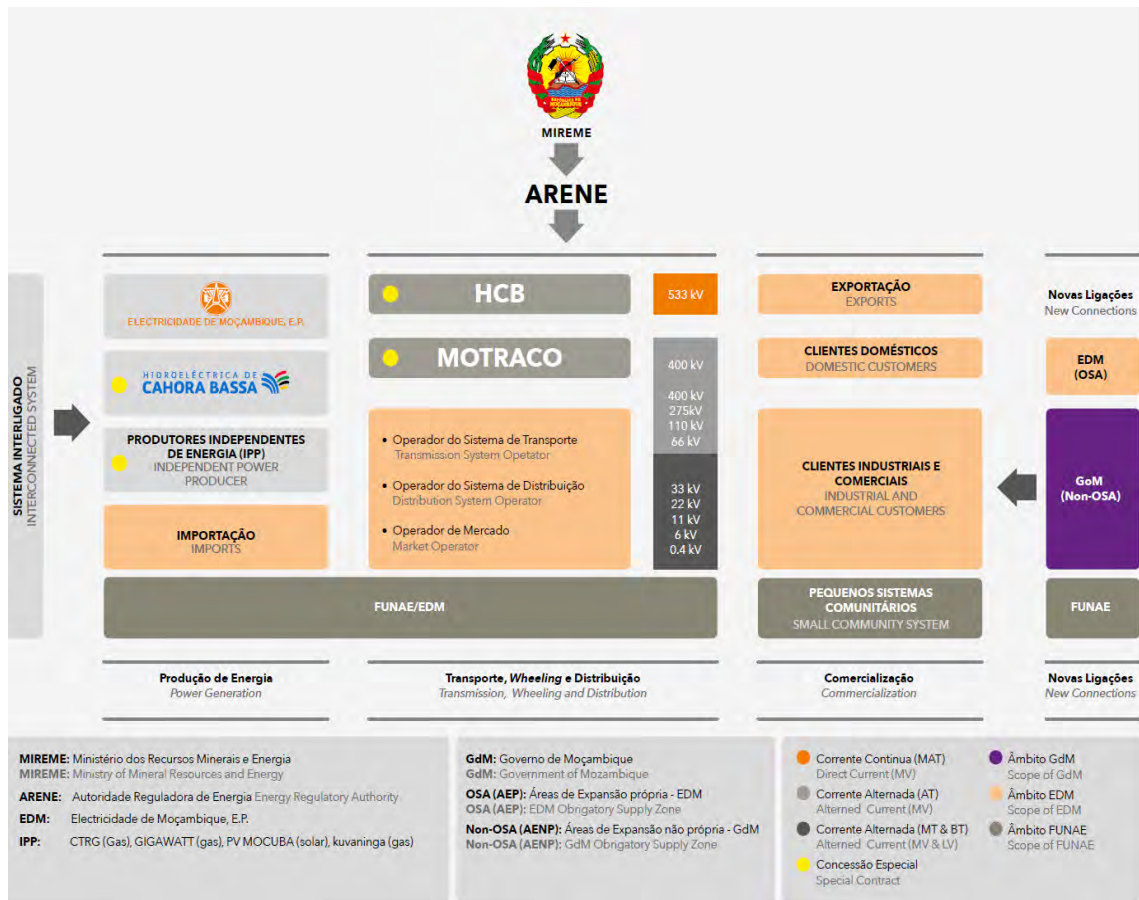 MIREME
ARENE
SISTEMA INTERLIGADO
INTERCONNECTED SYSTEM
ELECTRICIDADE DE MOÇAMBIQUE, E.P.
HIDROELÉCTRICA DE
CAHORA BASSA
PRODUTORES INDEPENDENTES
DE ENERGIA (IPP)
INDEPENDENT POWER
PRODUCER
IMPORTAÇÃO
IMPORTS
HCB
533 kV
MOTRACO
400 kV
400 kV
275kV
110 kV
66 kV
33 kV
22 kV
11 kV
6 kV
0.4 kV
• Operador do Sistema de Transporte
Transmission System Opetator
• Operador do Sistema de Distribuição
Distribution System Operator
• Operador de Mercado
Market Operator
EXPORTAÇÃO
EXPORTS
CLIENTES DOMÉSTICOS
DOMESTIC CUSTOMERS
CLIENTES INDUSTRIAIS E
COMERCIAIS
INDUSTRIAL AND
COMMERCIAL CUSTOMERS
Novas Ligações
New Connections
EDM
(OSA)
GoM
(Non-OSA)
FUNAE/EDM
PEQUENOS SISTEMAS
COMUNITÁRIOS
SMALL COMMUNITY SYSTEM
FUNAE
Produção de Energia
Power Generation
Transporte, Wheeling e Distribuição
Transmission, Wheeling and Distribution
Comercialização
Commercialization
Novas Ligações
New Connections
MIREME: Ministério dos Recursos Minerais e Energia
MIREME: Ministry of Mineral Resources and Energy
ARENE: Autoridade Reguladora de Energia Energy Regulatory Authority
EDM: Electricidade de Moçambique, E.P.
IPP: CTRG (Gas), GIGAWATT (gas), PV MOCUBA (solar), kuvaninga (gas)
GdM: Governo de Moçambique
GdM: Government of Mozambique
OSA (AEP): Áreas de Expansão própria - EDM
OSA (AEP): EDM Obrigatory Supply Zone
Non-OSA (AENP): Áreas de Expansão não própria - GdM
Non-OSA (AENP): GdM Obrigatory Supply Zone
Corrente Continua (MAT)
Direct Current (MV)
Corrente Alternada (AT)
Alterned Current (MV)
Corrente Alternada (MT & BT)
Alterned Current (MV & LV)
Concessão Especial
Special Contract
Âmbito GdM
Scope of GdM
Âmbito EDM
Scope of EDM
Âmbito FUNAE
Scope of FUNAE